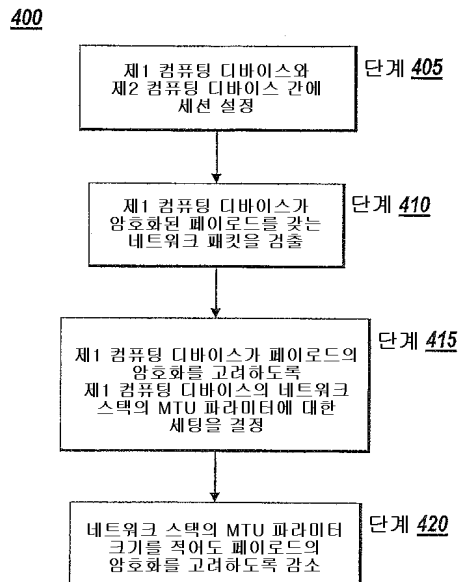 400
제1 컴퓨팅 디바이스와
제2 컴퓨팅 디바이스 간에
세션 설정
단계 405
제1 컴퓨팅 디바이스가
암호화된 페이로드를 갖는
네트워크 패킷을 검출
단계 410
제1 컴퓨팅 디바이스가 페이로드의
암호화를 고려하도록
제1 컴퓨팅 디바이스의 네트워크
스택의 MTU 파라미터에 대한
세팅을 결정
단계 415
네트워크 스택의 MTU 파라미터
크기를 적어도 페이로드의
암호화를 고려하도록 감소
단계 420